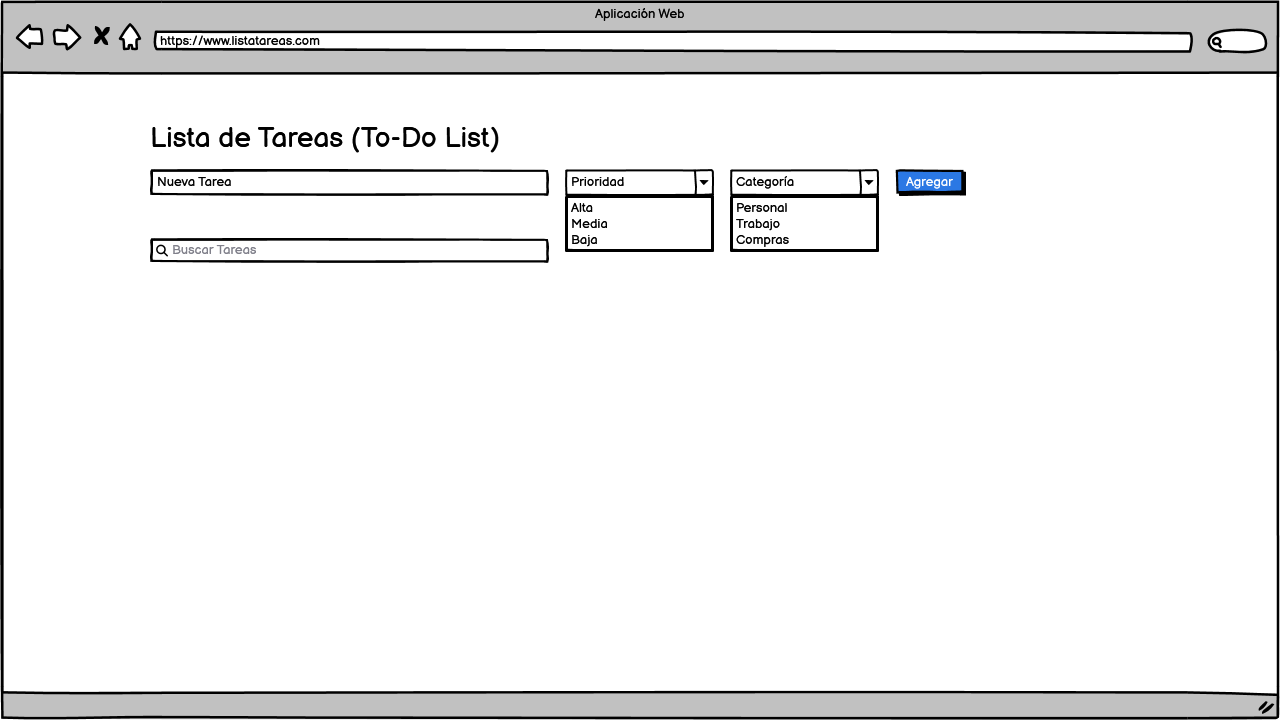 Aplicación Web
https://www.listatareas.com
Lista de Tareas (To-Do List)
Nueva Tarea
Prioridad
Categoría
Agregar
Alta
Media
Baja
Personal
Trabajo
Compras
Buscar Tareas